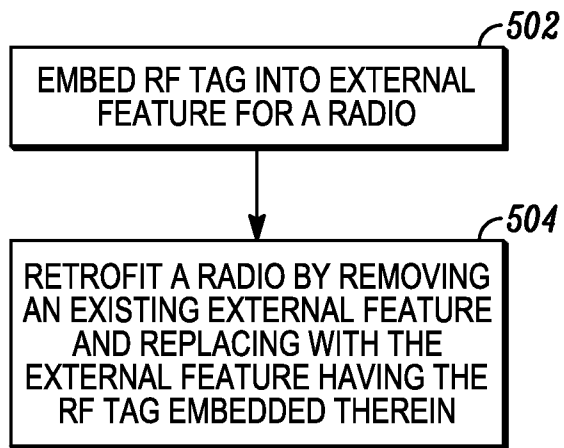 502
EMBED RF TAG INTO EXTERNAL
FEATURE FOR A RADIO
504
RETROFIT A RADIO BY REMOVING
AN EXISTING EXTERNAL FEATURE
AND REPLACING WITH THE
EXTERNAL FEATURE HAVING THE
RF TAG EMBEDDED THEREIN